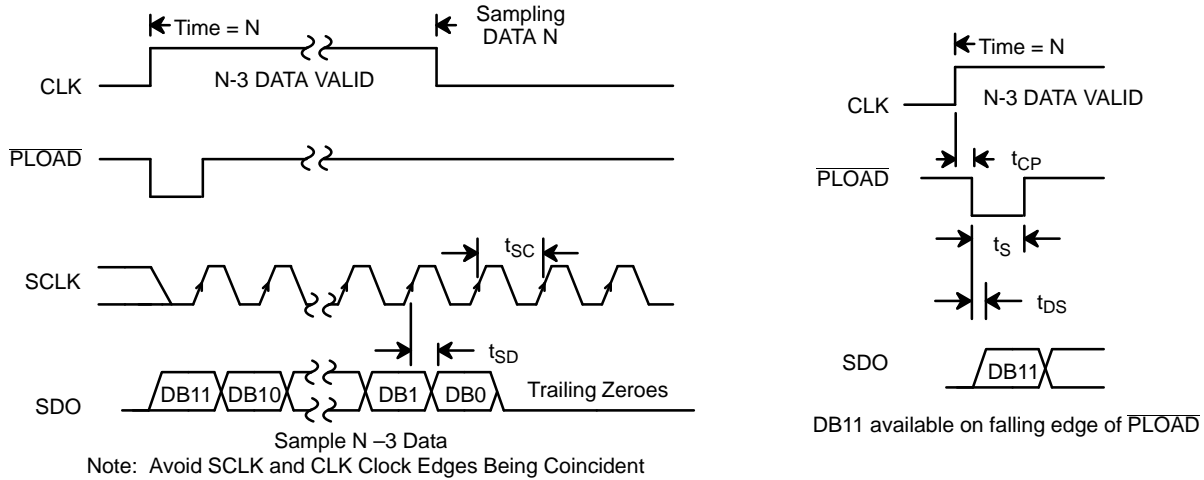 Time = N
Sampling
DATA N
CLK
N-3 DATA VALID
PLOAD
tSC
SCLK
tSD
SDO
DB11
DB10
DB1
DB0
Trailing Zeroes
Sample N –3 Data
Note: Avoid SCLK and CLK Clock Edges Being Coincident
Time = N
CLK
N-3 DATA VALID
tCP
PLOAD
tS
tDS
SDO
DB11
DB11 available on falling edge of PLOAD